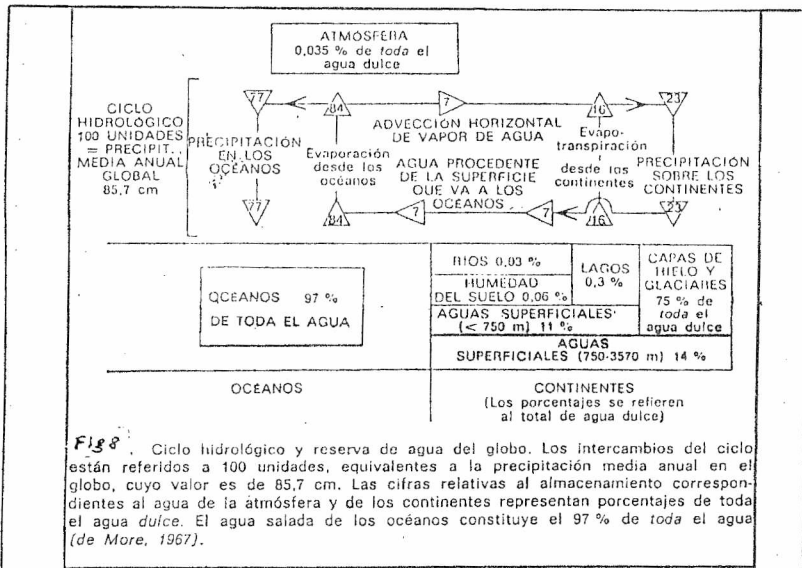 ATMÓSFERA
0,035 % de toda el
agua dulce
CICLO
HIDROLÓGICO
100 UNIDADES
= PRECIPIT.
MEDIA ANUAL
GLOBAL
85,7 cm
77
84
7
16
23
ADVECCIÓN HORIZONTAL
DE VAPOR DE AGUA
PRECIPITACIÓN
EN LOS
OCÉANOS
Evaporación
desde los
océanos
AGUA PROCEDENTE
DE LA SUPERFICIE
QUE VA A LOS
OCÉANOS
Evapo-
transpiración
desde los
continentes
PRECIPITACIÓN
SOBRE LOS
CONTINENTES
77
84
7
7
16
23
OCEANOS 97 %
DE TODA EL AGUA
RIOS 0,03 %
HUMEDAD
DEL SUELO 0,06 %
LAGOS
0,3 %
CAPAS DE
HIELO Y
GLACIARES
75 % de
toda el
agua dulce
AGUAS SUPERFICIALES
(< 750 m) 11 %
AGUAS
SUPERFICIALES (750-3570 m) 14 %
OCÉANOS
CONTINENTES
(Los porcentajes se refieren
al total de agua dulce)
Fig 8. Ciclo hidrológico y reserva de agua del globo. Los intercambios del ciclo
están referidos a 100 unidades, equivalentes a la precipitación media anual en el
globo, cuyo valor es de 85,7 cm. Las cifras relativas al almacenamiento correspon-
dientes al agua de la atmósfera y de los continentes representan porcentajes de toda
el agua dulce. El agua salada de los océanos constituye el 97 % de toda el agua
(de More, 1967).